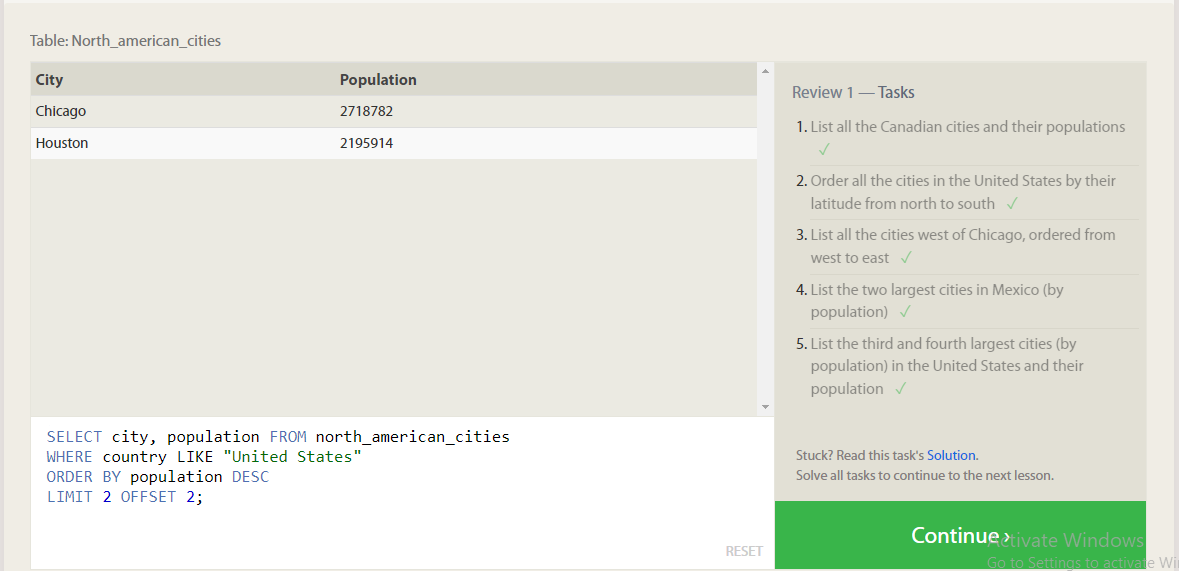 Table: North_american_cities
City Population
Chicago 2718782
Houston 2195914
SELECT city, population FROM north_american_cities
WHERE country LIKE "United States"
ORDER BY population DESC
LIMIT 2 OFFSET 2;
RESET
Review 1 — Tasks
1. List all the Canadian cities and their populations
✓
2. Order all the cities in the United States by their
latitude from north to south ✓
3. List all the cities west of Chicago, ordered from
west to east ✓
4. List the two largest cities in Mexico (by
population) ✓
5. List the third and fourth largest cities (by
population) in the United States and their
population ✓
Stuck? Read this task's Solution.
Solve all tasks to continue to the next lesson.
Continue ›
Activate Windows
Go to Settings to activate Wi